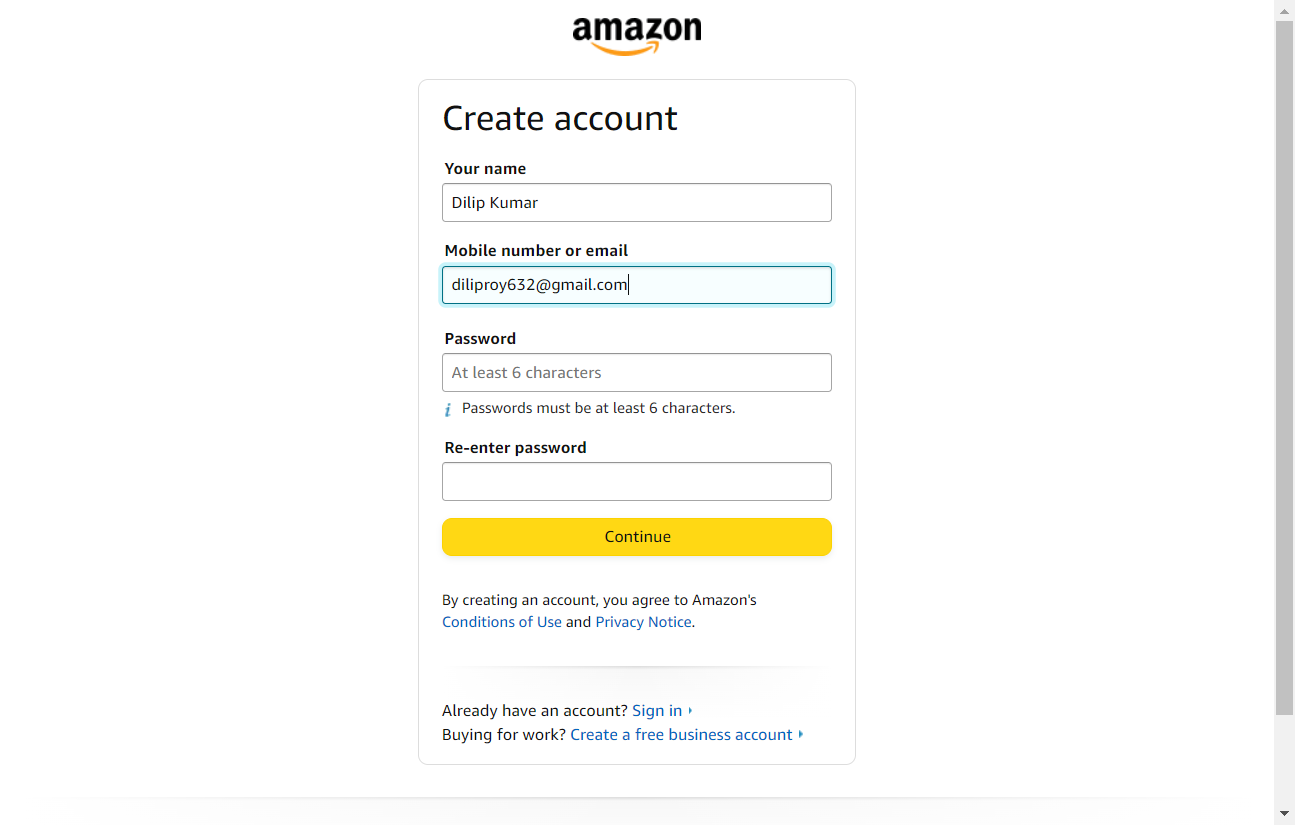 amazon
Create account
Your name
Dilip Kumar
Mobile number or email
diliproy632@gmail.com
Password
At least 6 characters
i Passwords must be at least 6 characters.
Re-enter password
Continue
By creating an account, you agree to Amazon's
Conditions of Use and Privacy Notice.
Already have an account? Sign in
Buying for work? Create a free business account